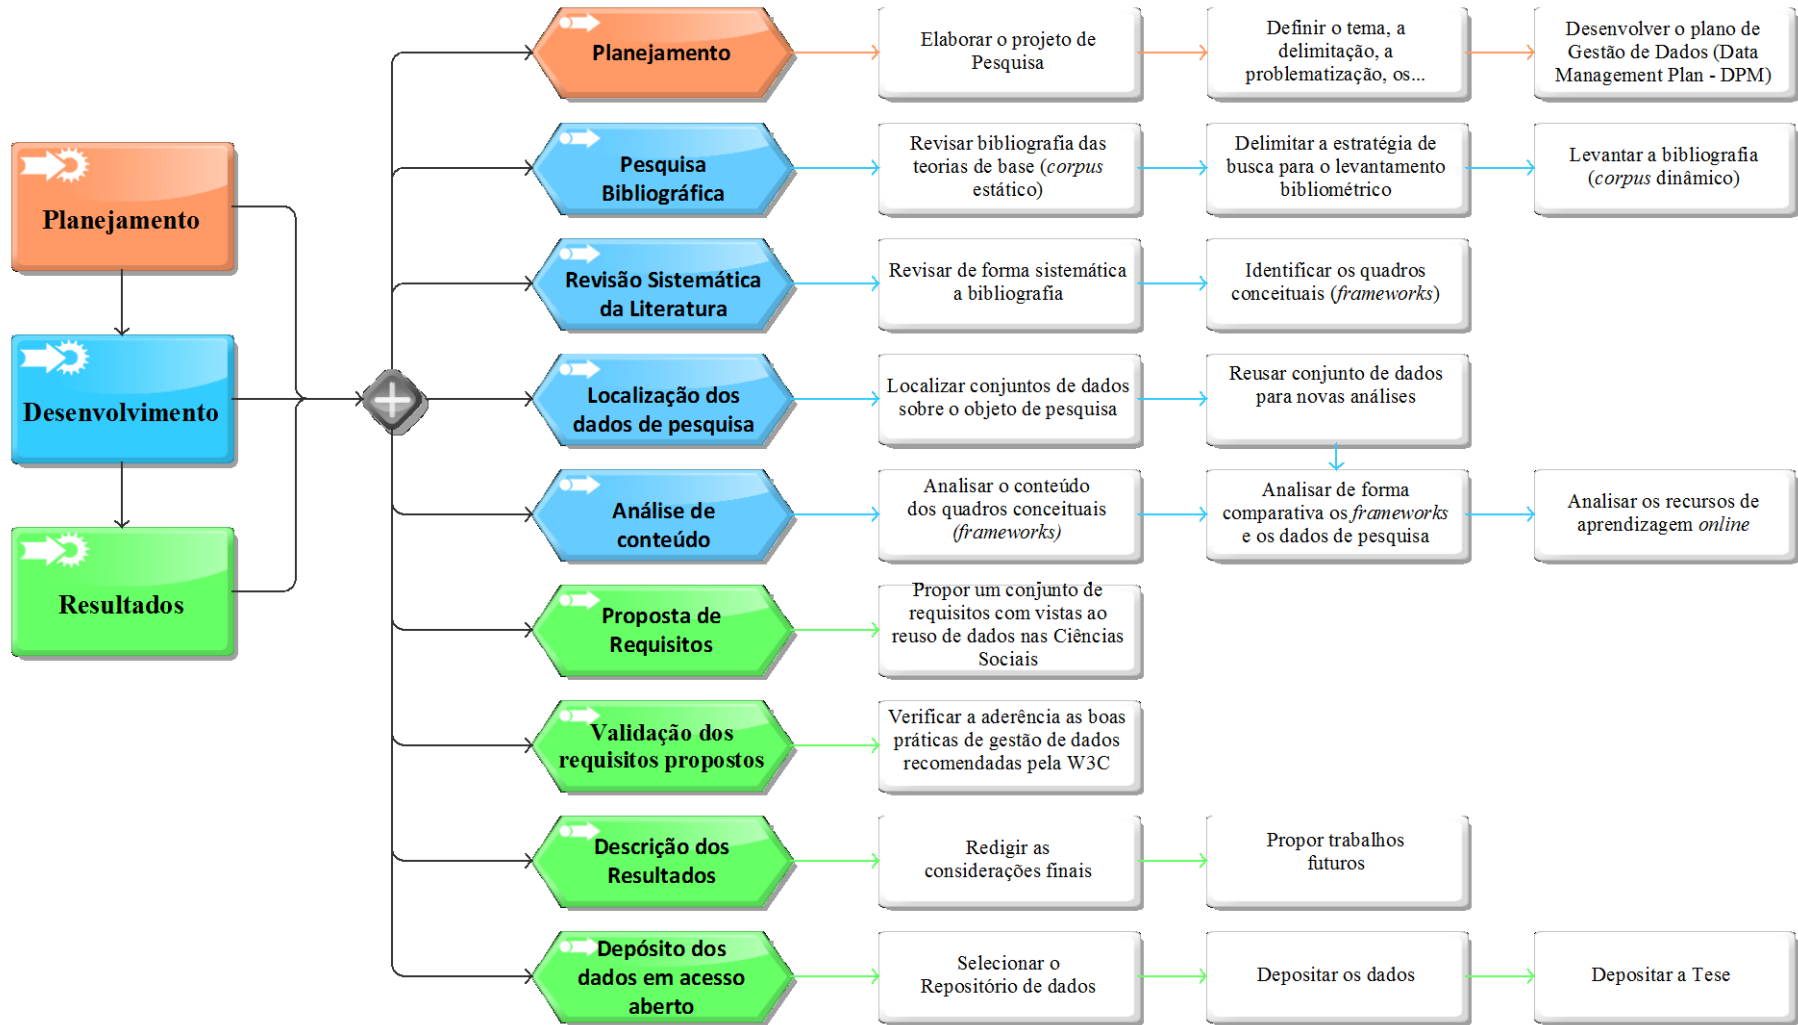 Planejamento
Desenvolvimento
Resultados
Planejamento
Elaborar o projeto de
Pesquisa
Definir o tema, a
delimitação, a
problematização, os...
Desenvolver o plano de
Gestão de Dados (Data
Management Plan - DPM)
Pesquisa
Bibliográfica
Revisar bibliografia das
teorias de base (corpus
estático)
Delimitar a estratégia de
busca para o levantamento
bibliométrico
Levantar a bibliografia
(corpus dinâmico)
Revisão Sistemática
da Literatura
Revisar de forma sistemática
a bibliografia
Identificar os quadros
conceituais (frameworks)
Localização dos
dados de pesquisa
Localizar conjuntos de dados
sobre o objeto de pesquisa
Reusar conjunto de dados
para novas análises
Análise de
conteúdo
Analisar o conteúdo
dos quadros conceituais
(frameworks)
Analisar de forma
comparativa os frameworks
e os dados de pesquisa
Analisar os recursos de
aprendizagem online
Proposta de
Requisitos
Propor um conjunto de
requisitos com vistas ao
reuso de dados nas Ciências
Sociais
Validação dos
requisitos propostos
Verificar a aderência as boas
práticas de gestão de dados
recomendadas pela W3C
Descrição dos
Resultados
Redigir as
considerações finais
Propor trabalhos
futuros
Depósito dos
dados em acesso
aberto
Selecionar o
Repositório de dados
Depositar os dados
Depositar a Tese